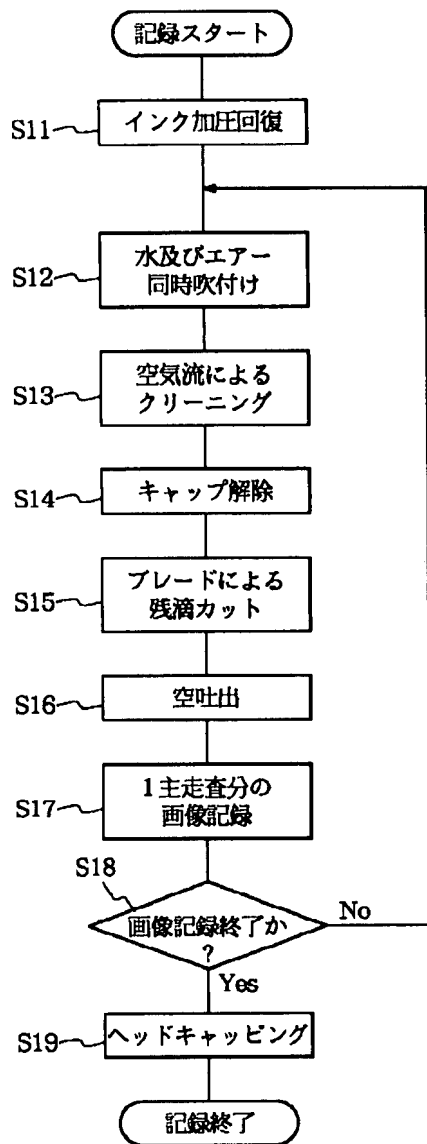 記録スタート
S11
インク加圧回復
S12
水及びエアー
同時吹付け
S13
空気流による
クリーニング
S14
キャップ解除
S15
ブレードによる
残滴カット
S16
空吐出
S17
1主走査分の
画像記録
S18
画像記録終了か
?
No
Yes
S19
ヘッドキャッピング
記録終了